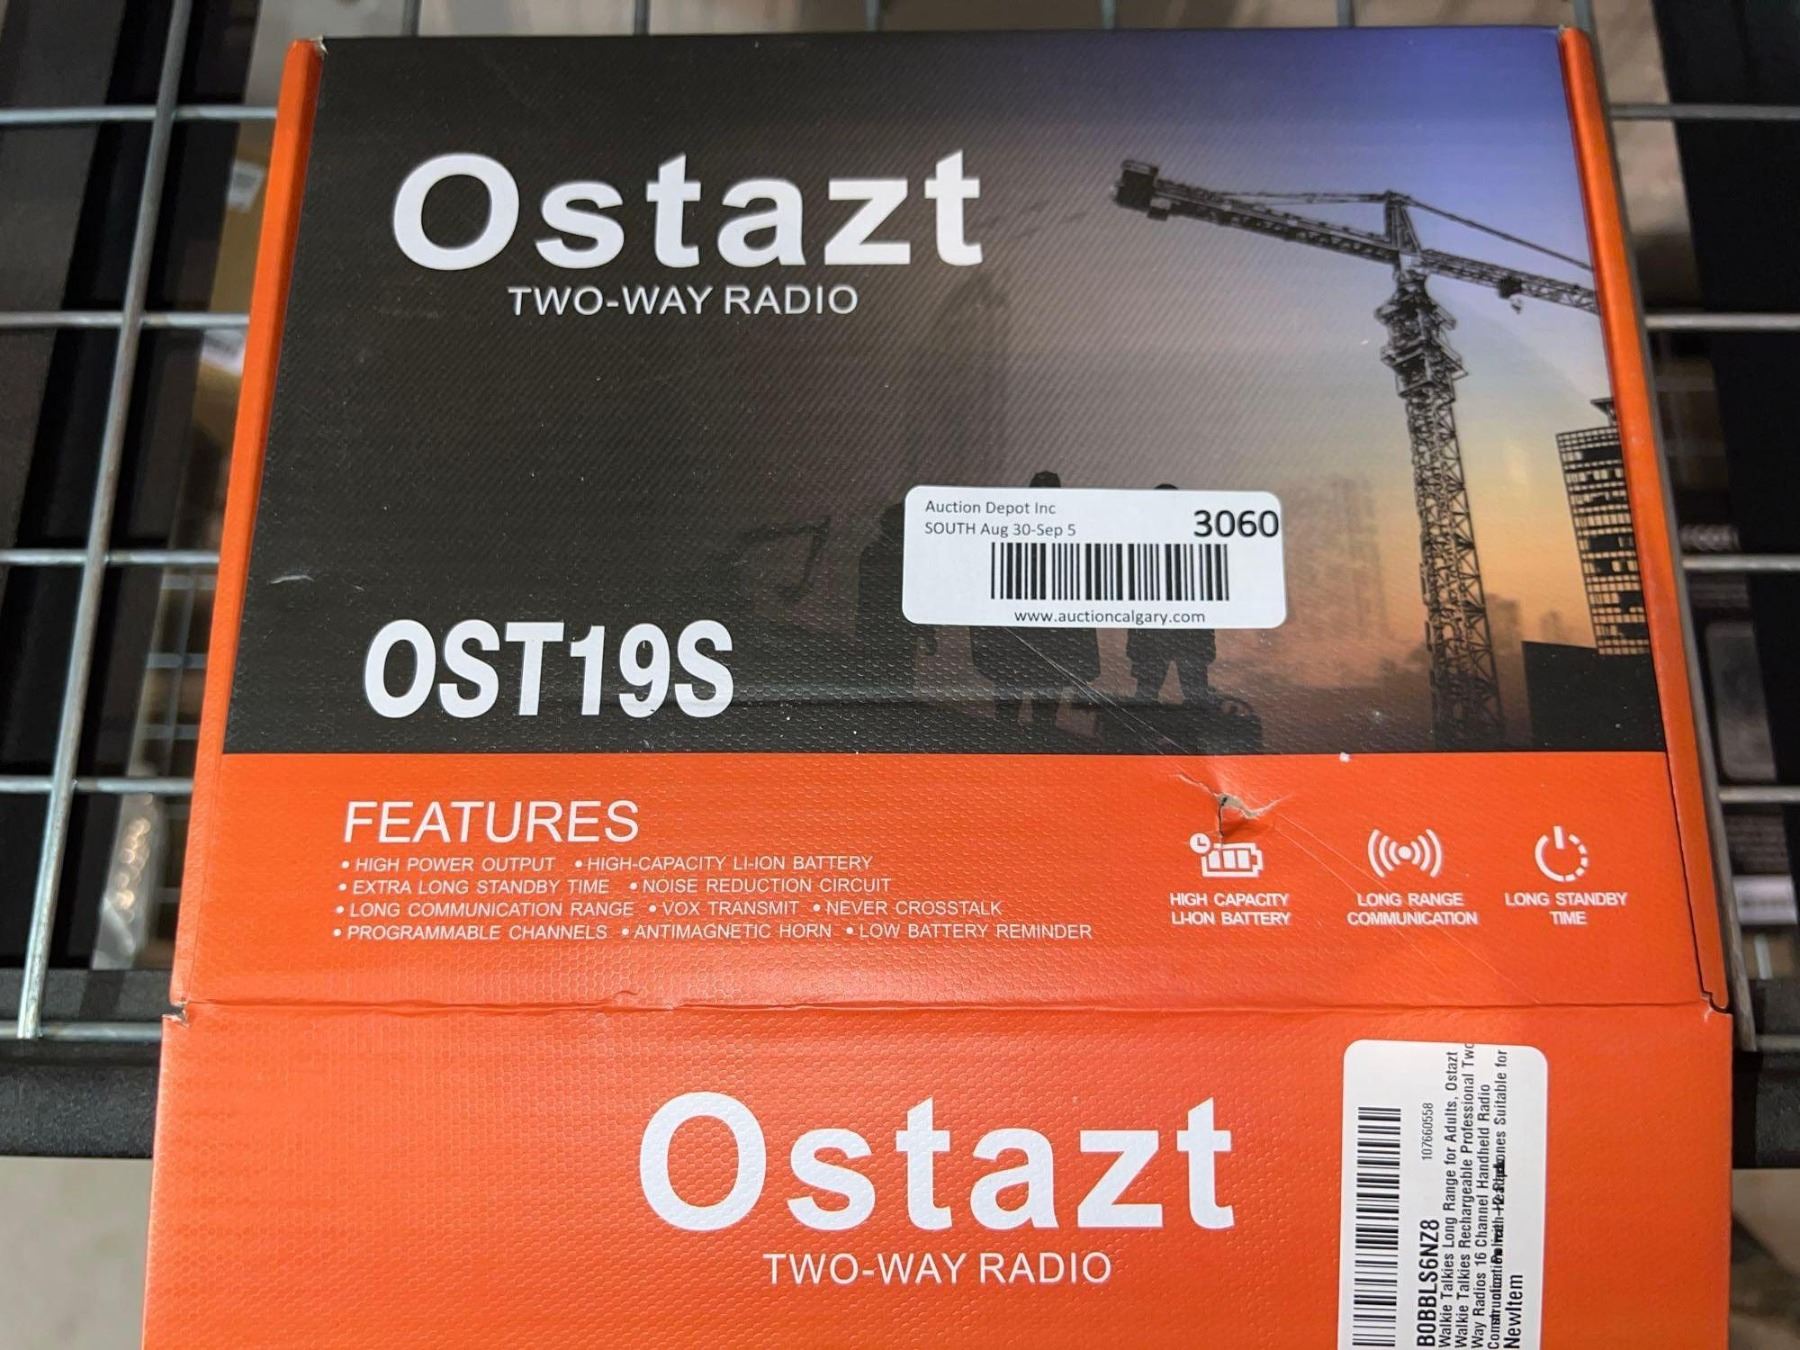 Ostazt
TWO-WAY RADIO
Auction Depot Inc
SOUTH Aug 30-Sep 5
3060
www.auctioncalgary.com
OST19S
FEATURES
• HIGH POWER OUTPUT • HIGH-CAPACITY LI-ION BATTERY
• EXTRA LONG STANDBY TIME • NOISE REDUCTION CIRCUIT
• LONG COMMUNICATION RANGE • VOX TRANSMIT • NEVER CROSSTALK
• PROGRAMMABLE CHANNELS • ANTIMAGNETIC HORN • LOW BATTERY REMINDER
HIGH CAPACITY
LI-ION BATTERY
LONG RANGE
COMMUNICATION
LONG STANDBY
TIME
Ostazt
TWO-WAY RADIO
107660558
B0BBLS6NZ8
Walkie Talkies Long Range for Adults, Ostazt
Walkie Talkies Rechargeable Professional Two
Way Radios 16 Channel Handheld Radio
Suitable for
NewItem